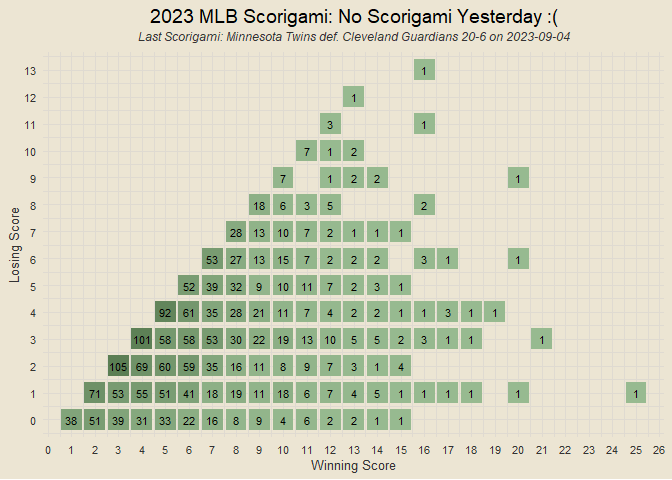 2023 MLB Scorigami: No Scorigami Yesterday :(
Last Scorigami: Minnesota Twins def. Cleveland Guardians 20-6 on 2023-09-04
Losing Score
13 1
12 1
11 3 1
10 7 1 2
9 7 1 2 2 1
8 18 6 3 5 2
7 28 13 10 7 2 1 1 1
6 53 27 13 15 7 2 2 2 3 1 1
5 52 39 32 9 10 11 7 2 3 1
4 92 61 35 28 21 11 7 4 2 2 1 1 3 1 1
3 101 58 58 53 30 22 19 13 10 5 5 2 3 1 1 1
2 105 69 60 59 35 16 11 8 9 7 3 1 4
1 71 53 55 51 41 18 19 11 18 6 7 4 5 1 1 1 1 1 1
0 38 51 39 31 33 22 16 8 9 4 6 2 2 1 1
0 1 2 3 4 5 6 7 8 9 10 11 12 13 14 15 16 17 18 19 20 21 22 23 24 25 26
Winning Score